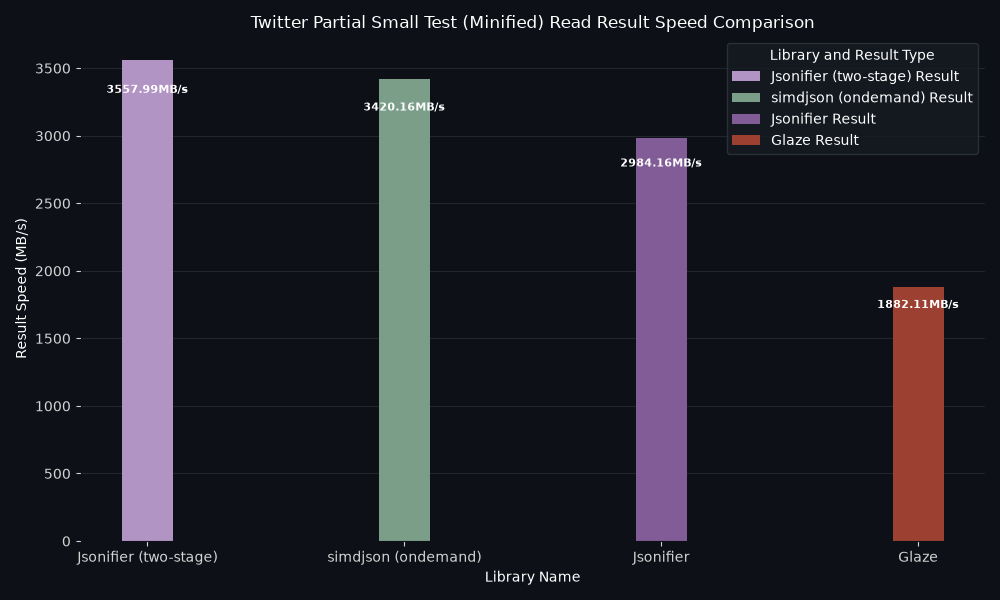 Twitter Partial Small Test (Minified) Read Result Speed Comparison
Library and Result Type
Jsonifier (two-stage) Result
simdjson (ondemand) Result
Jsonifier Result
Glaze Result
3557.99MB/s
3420.16MB/s
2984.16MB/s
1882.11MB/s
Result Speed (MB/s)
3500
3000
2500
2000
1500
1000
500
0
Jsonifier (two-stage)
simdjson (ondemand)
Jsonifier
Glaze
Library Name